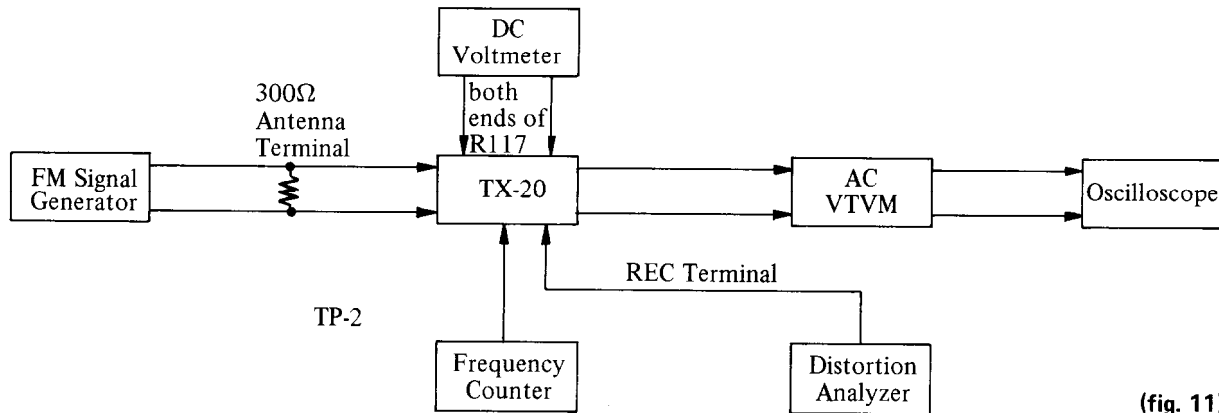 DC
Voltmeter
300Ω
Antenna
Terminal
both
ends of
R117
FM Signal
Generator
TX-20
AC
VTVM
Oscilloscope
REC Terminal
TP-2
Frequency
Counter
Distortion
Analyzer
(fig. 11)